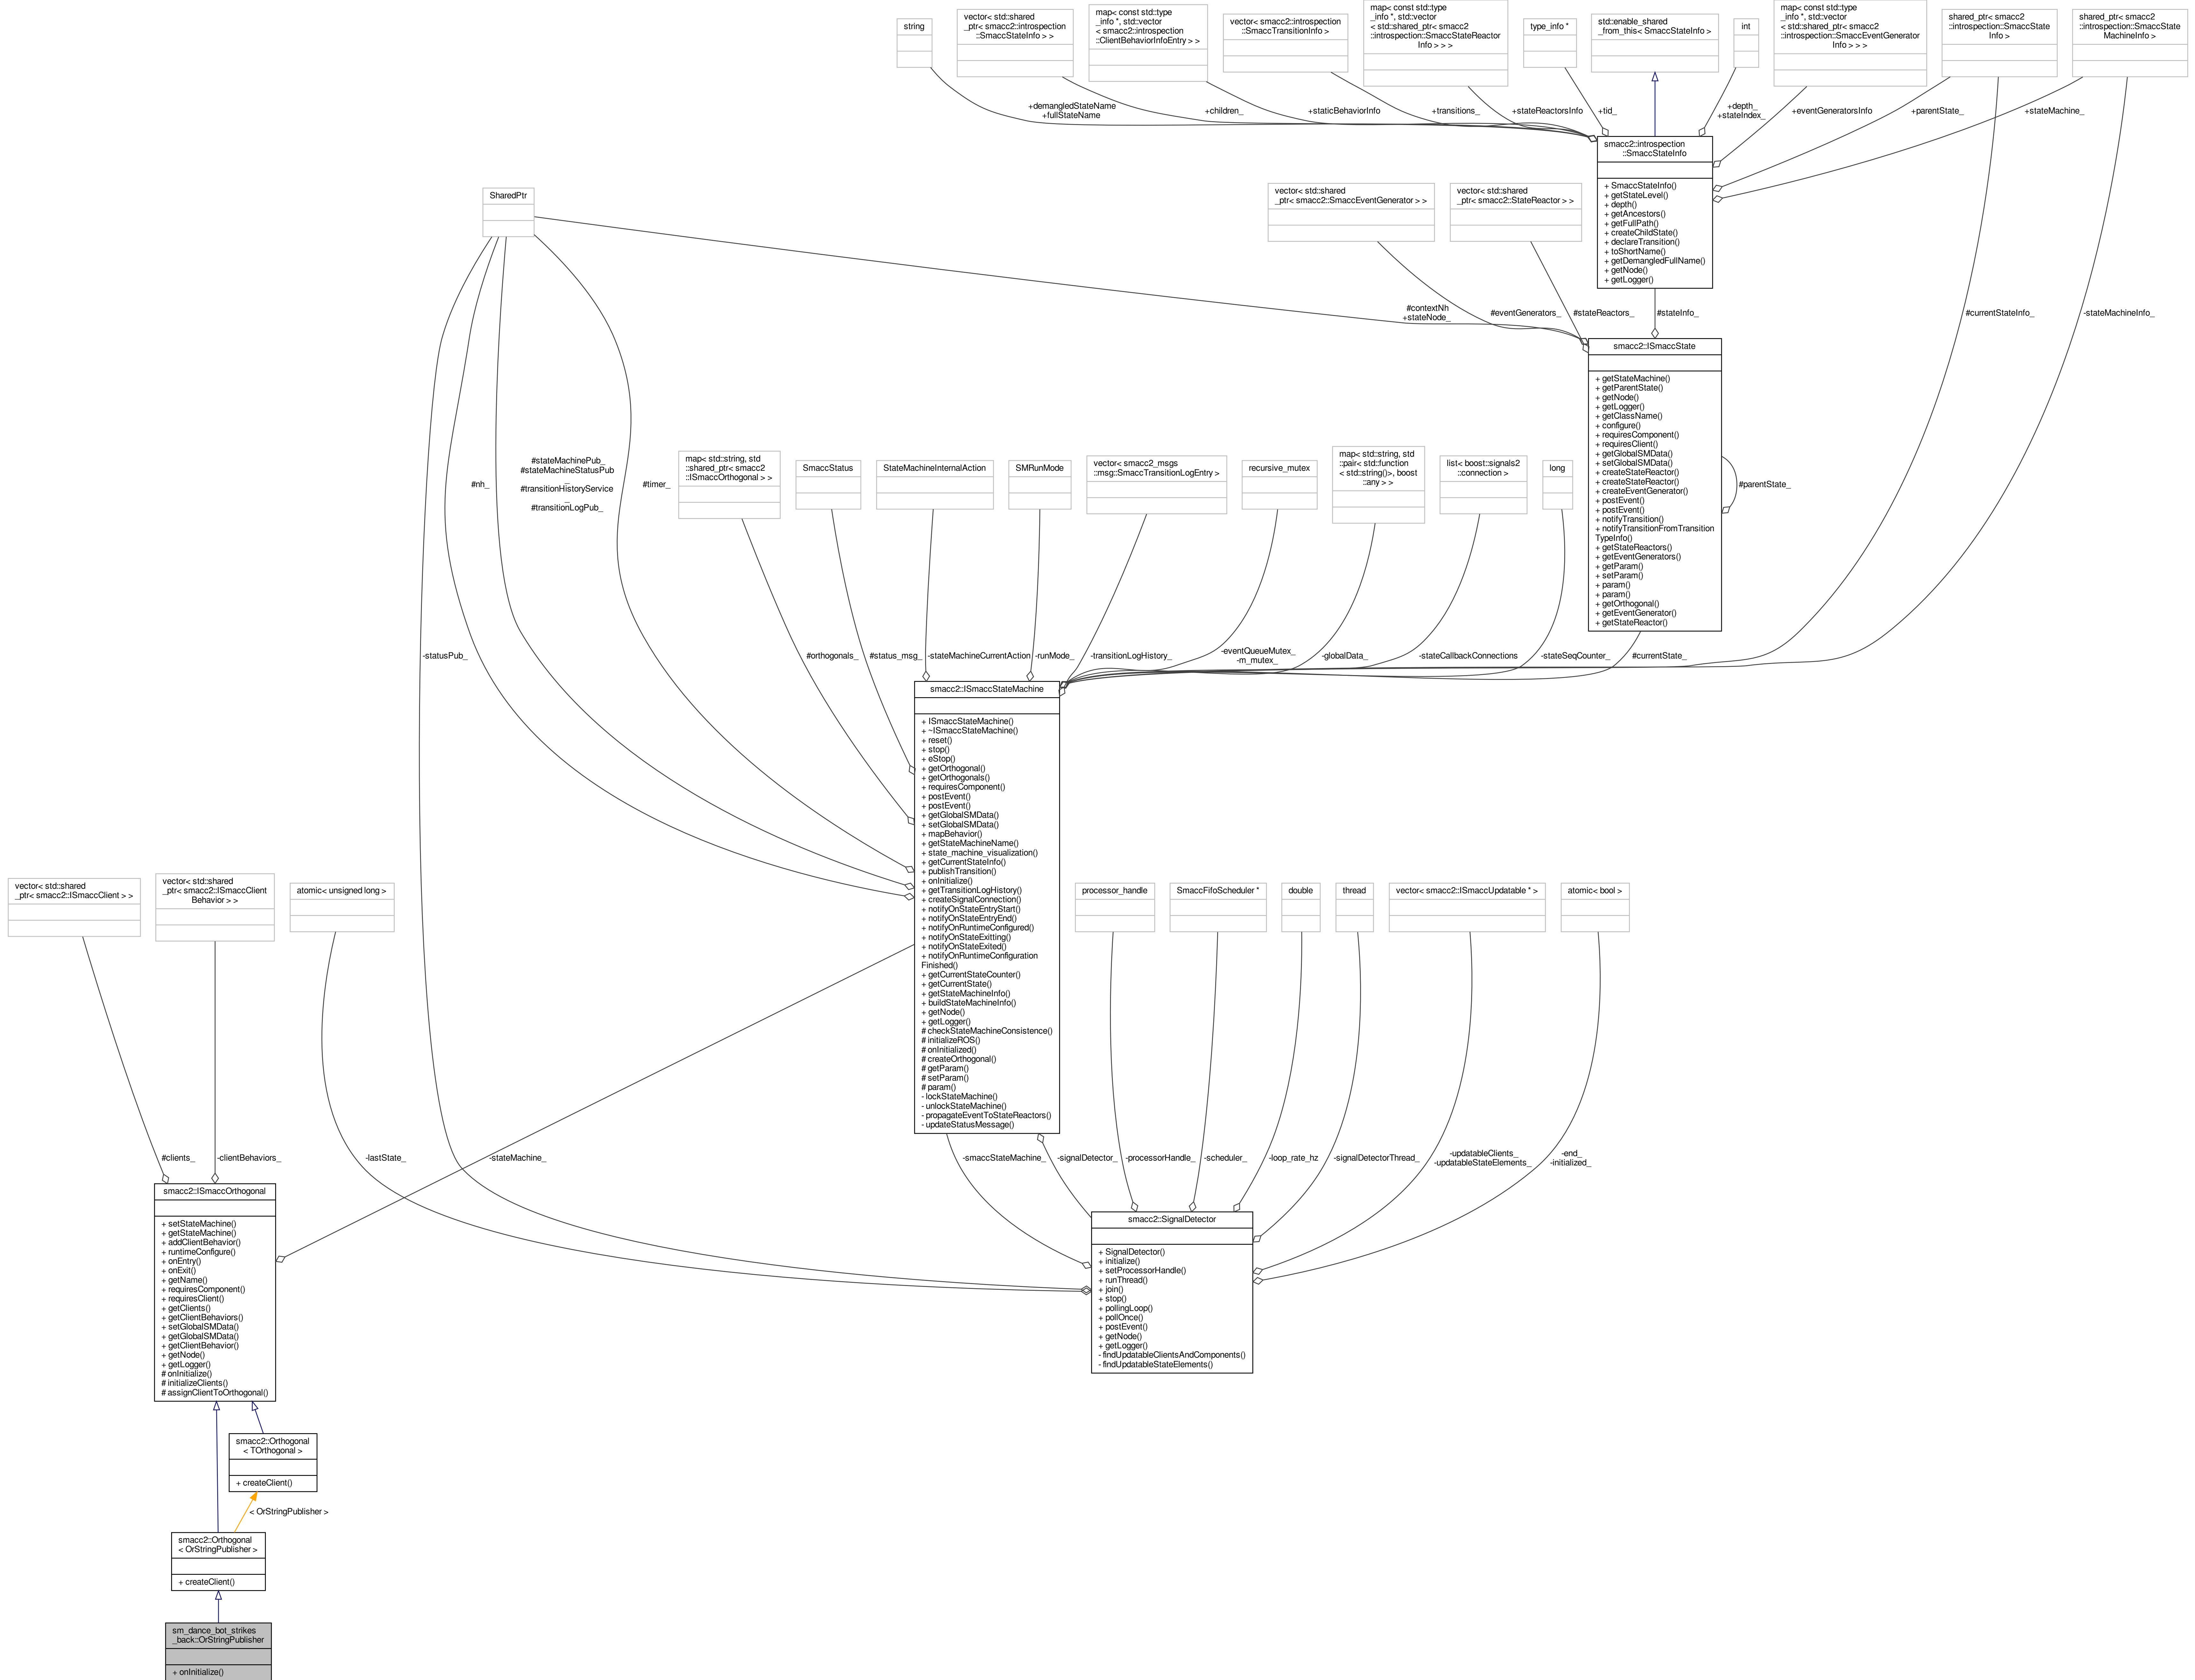 string
vector< std::shared
_ptr< smacc2::introspection
::SmaccStateInfo > >
map< const std::type
_info *, std::vector
< smacc2::introspection
::ClientBehaviorInfoEntry > >
vector< smacc2::introspection
::SmaccTransitionInfo >
map< const std::type
_info *, std::vector
< std::shared_ptr< smacc2
::introspection::SmaccStateReactor
Info > > >
type_info *
std::enable_shared
_from_this< SmaccStateInfo >
int
map< const std::type
_info *, std::vector
< std::shared_ptr< smacc2
::introspection::SmaccEventGenerator
Info > > >
shared_ptr< smacc2
::introspection::SmaccState
Info >
shared_ptr< smacc2
::introspection::SmaccState
MachineInfo >
+demangledStateName
+fullStateName
+children_
+staticBehaviorInfo
+transitions_
+stateReactorsInfo
+tid_
+depth_
+stateIndex_
+eventGeneratorsInfo
+parentState_
+stateMachine_
smacc2::introspection
::SmaccStateInfo
+ SmaccStateInfo()
+ getStateLevel()
+ depth()
+ getAncestors()
+ getFullPath()
+ createChildState()
+ declareTransition()
+ toShortName()
+ getDemangledFullName()
+ getNode()
+ getLogger()
SharedPtr
vector< std::shared
_ptr< smacc2::SmaccEventGenerator > >
vector< std::shared
_ptr< smacc2::StateReactor > >
#contextNh
+stateNode_
#eventGenerators_
#stateReactors_
#stateInfo_
#currentStateInfo_
-stateMachineInfo_
smacc2::ISmaccState
+ getStateMachine()
+ getParentState()
+ getNode()
+ getLogger()
+ getClassName()
+ configure()
+ requiresComponent()
+ requiresClient()
+ getGlobalSMData()
+ setGlobalSMData()
+ createStateReactor()
+ createStateReactor()
+ createEventGenerator()
+ postEvent()
+ postEvent()
+ notifyTransition()
+ notifyTransitionFromTransition
TypeInfo()
+ getStateReactors()
+ getEventGenerators()
+ getParam()
+ setParam()
+ param()
+ param()
+ getOrthogonal()
+ getEventGenerator()
+ getStateReactor()
#parentState_
#nh_
#stateMachinePub_
#stateMachineStatusPub
_
#transitionHistoryService
_
#transitionLogPub_
#timer_
map< std::string, std
::shared_ptr< smacc2
::ISmaccOrthogonal > >
SmaccStatus
StateMachineInternalAction
SMRunMode
vector< smacc2_msgs
::msg::SmaccTransitionLogEntry >
recursive_mutex
map< std::string, std
::pair< std::function
< std::string()>, boost
::any > >
list< boost::signals2
::connection >
long
-statusPub_
#orthogonals_
#status_msg_
-stateMachineCurrentAction
-runMode_
-transitionLogHistory_
-eventQueueMutex_
-m_mutex_
-globalData_
-stateCallbackConnections
-stateSeqCounter_
#currentState_
smacc2::ISmaccStateMachine
+ ISmaccStateMachine()
+ ~ISmaccStateMachine()
+ reset()
+ stop()
+ eStop()
+ getOrthogonal()
+ getOrthogonals()
+ requiresComponent()
+ postEvent()
+ postEvent()
+ getGlobalSMData()
+ setGlobalSMData()
+ mapBehavior()
+ getStateMachineName()
+ state_machine_visualization()
+ getCurrentStateInfo()
+ publishTransition()
+ onInitialize()
+ getTransitionLogHistory()
+ createSignalConnection()
+ notifyOnStateEntryStart()
+ notifyOnStateEntryEnd()
+ notifyOnRuntimeConfigured()
+ notifyOnStateExitting()
+ notifyOnStateExited()
+ notifyOnRuntimeConfiguration
Finished()
+ getCurrentStateCounter()
+ getCurrentState()
+ getStateMachineInfo()
+ buildStateMachineInfo()
+ getNode()
+ getLogger()
# checkStateMachineConsistence()
# initializeROS()
# onInitialized()
# createOrthogonal()
# getParam()
# setParam()
# param()
- lockStateMachine()
- unlockStateMachine()
- propagateEventToStateReactors()
- updateStatusMessage()
vector< std::shared
_ptr< smacc2::ISmaccClient > >
vector< std::shared
_ptr< smacc2::ISmaccClient
Behavior > >
atomic< unsigned long >
processor_handle
SmaccFifoScheduler *
double
thread
vector< smacc2::ISmaccUpdatable * >
atomic< bool >
#clients_
-clientBehaviors_
-lastState_
-stateMachine_
-smaccStateMachine_
-signalDetector_
-processorHandle_
-scheduler_
-loop_rate_hz
-signalDetectorThread_
-updatableClients_
-updatableStateElements_
-end_
-initialized_
smacc2::ISmaccOrthogonal
+ setStateMachine()
+ getStateMachine()
+ addClientBehavior()
+ runtimeConfigure()
+ onEntry()
+ onExit()
+ getName()
+ requiresComponent()
+ requiresClient()
+ getClients()
+ getClientBehaviors()
+ setGlobalSMData()
+ getGlobalSMData()
+ getClientBehavior()
+ getNode()
+ getLogger()
# onInitialize()
# initializeClients()
# assignClientToOrthogonal()
smacc2::SignalDetector
+ SignalDetector()
+ initialize()
+ setProcessorHandle()
+ runThread()
+ join()
+ stop()
+ pollingLoop()
+ pollOnce()
+ postEvent()
+ getNode()
+ getLogger()
- findUpdatableClientsAndComponents()
- findUpdatableStateElements()
smacc2::Orthogonal
< TOrthogonal >
+ createClient()
< OrStringPublisher >
smacc2::Orthogonal
< OrStringPublisher >
+ createClient()
sm_dance_bot_strikes
_back::OrStringPublisher
+ onInitialize()